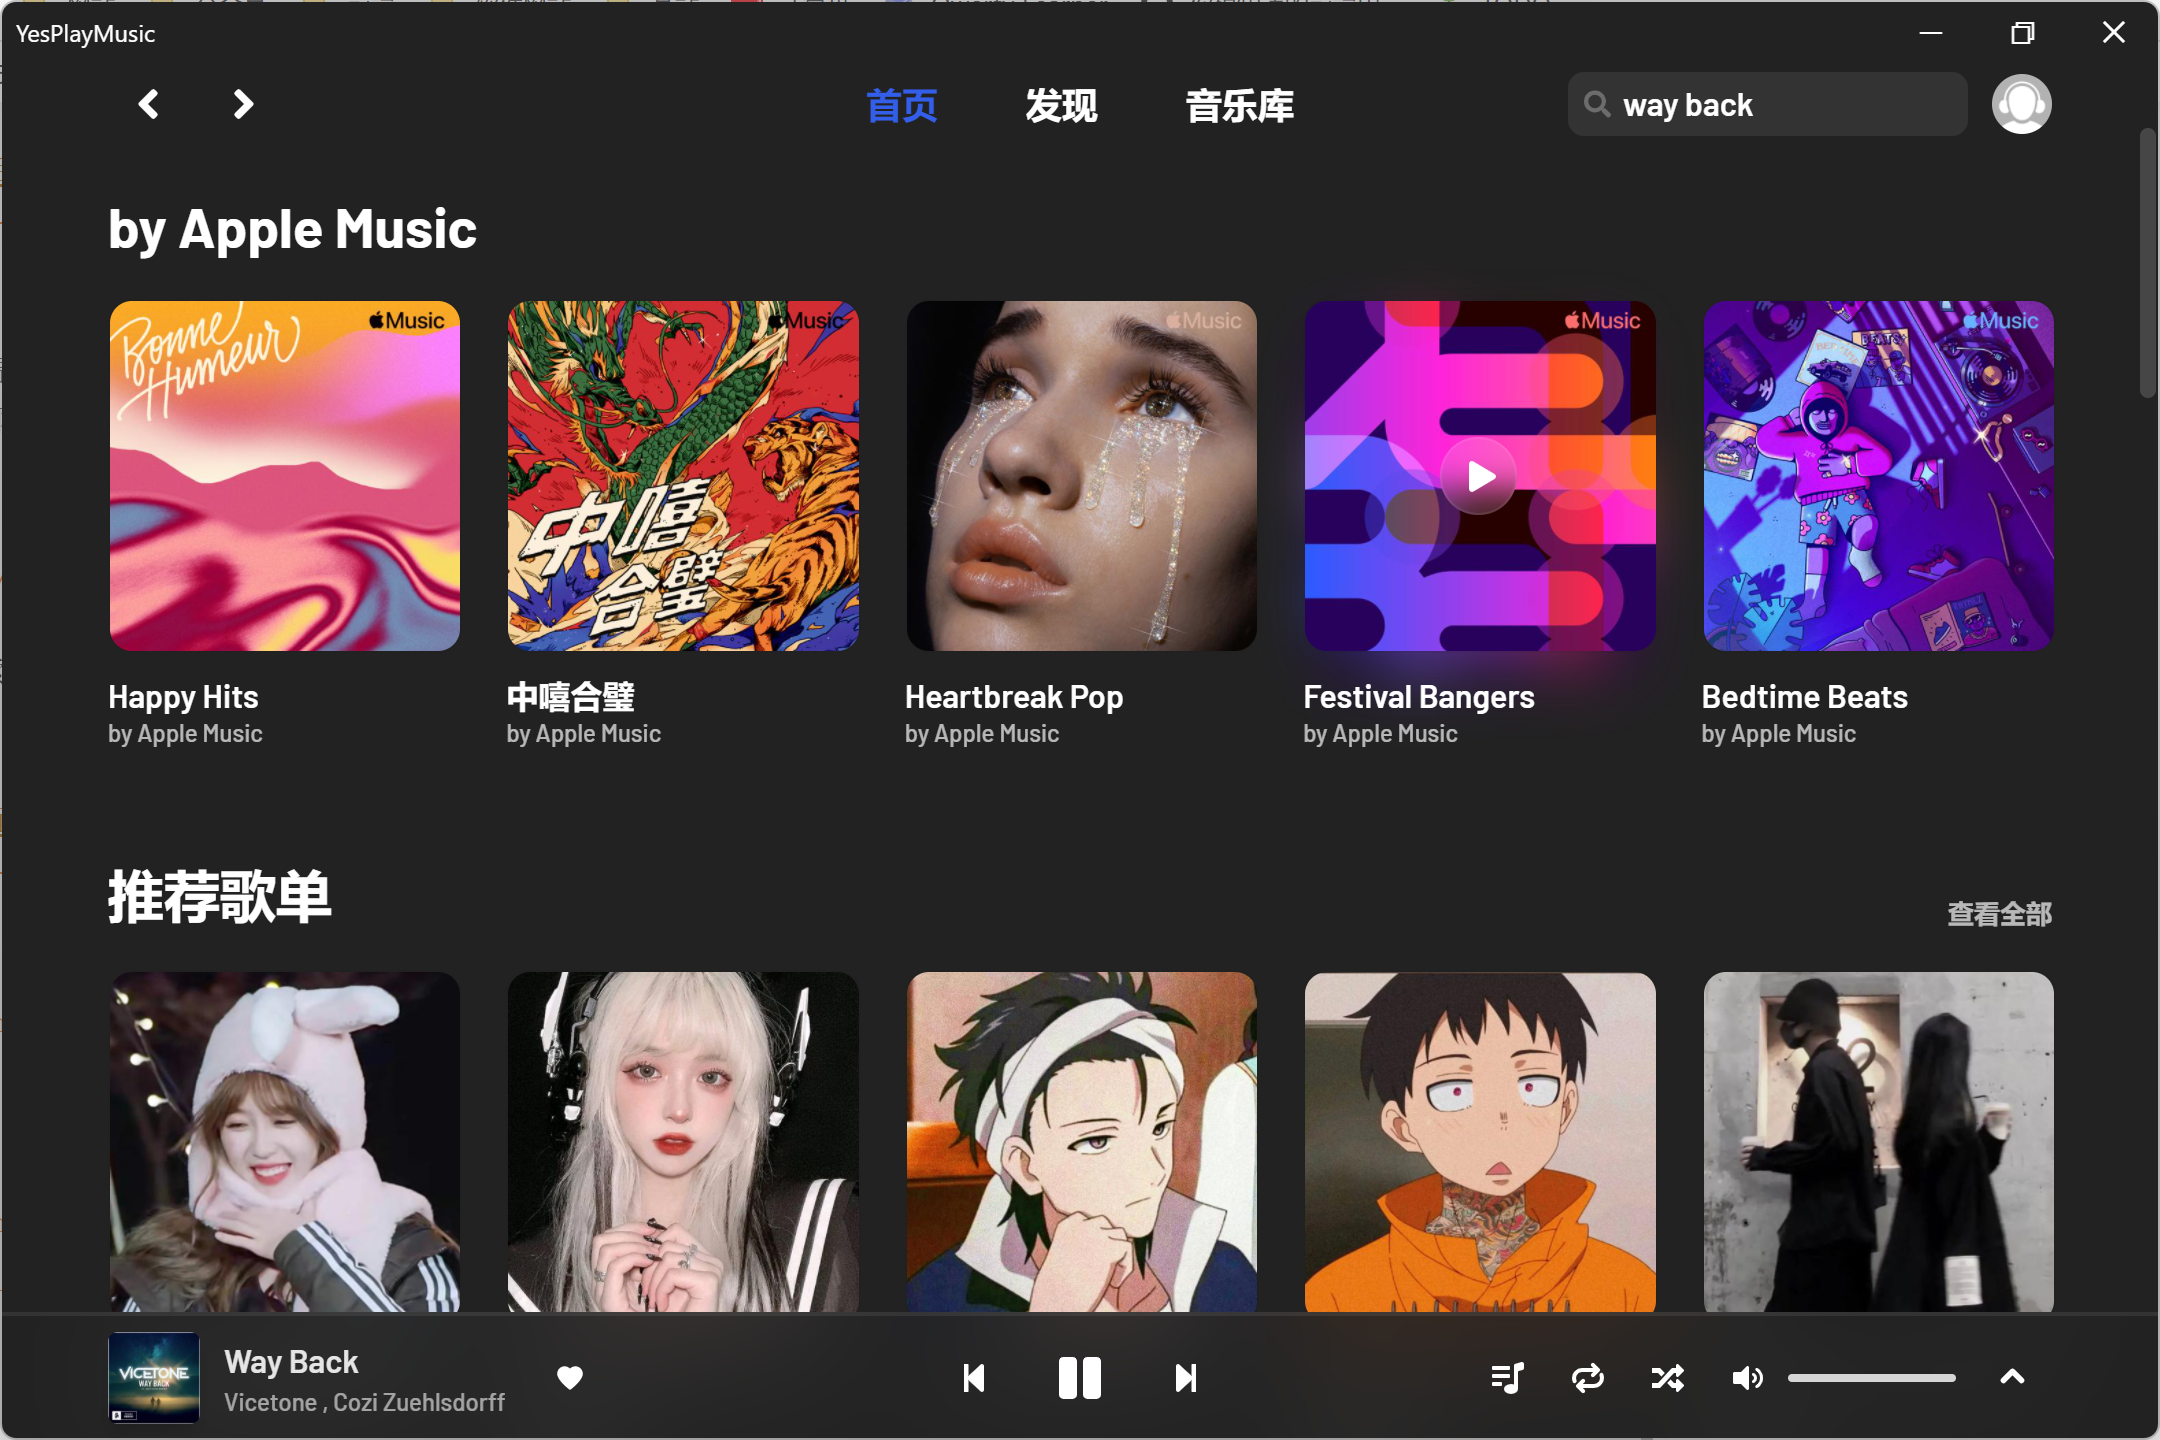 YesPlayMusic
首页 发现 音乐库
way back
by Apple Music
Bonne
Humeur
Music
Music
中嘻
合璧
Music
Music
Music
Happy Hits
by Apple Music
中嘻合璧
by Apple Music
Heartbreak Pop
by Apple Music
Festival Bangers
by Apple Music
Bedtime Beats
by Apple Music
推荐歌单
查看全部
VICETONE
WAY BACK
Way Back
Vicetone , Cozi Zuehlsdorff